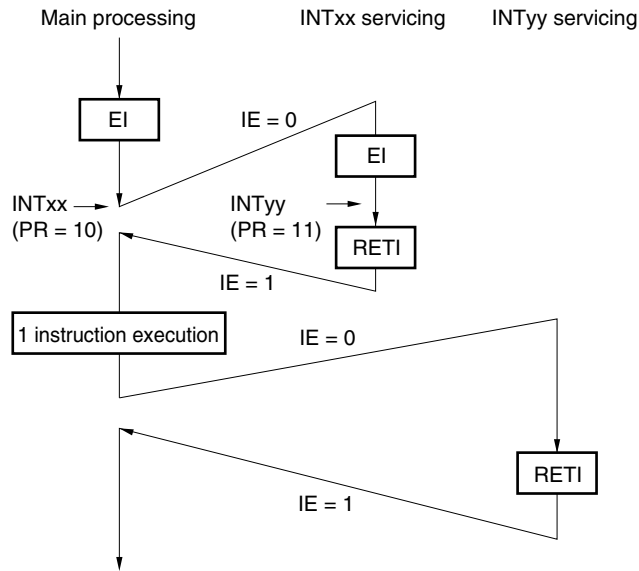 Main processing
INTxx servicing
INTyy servicing
EI
IE = 0
EI
INTxx
(PR = 10)
INTyy
(PR = 11)
RETI
IE = 1
1 instruction execution
IE = 0
RETI
IE = 1